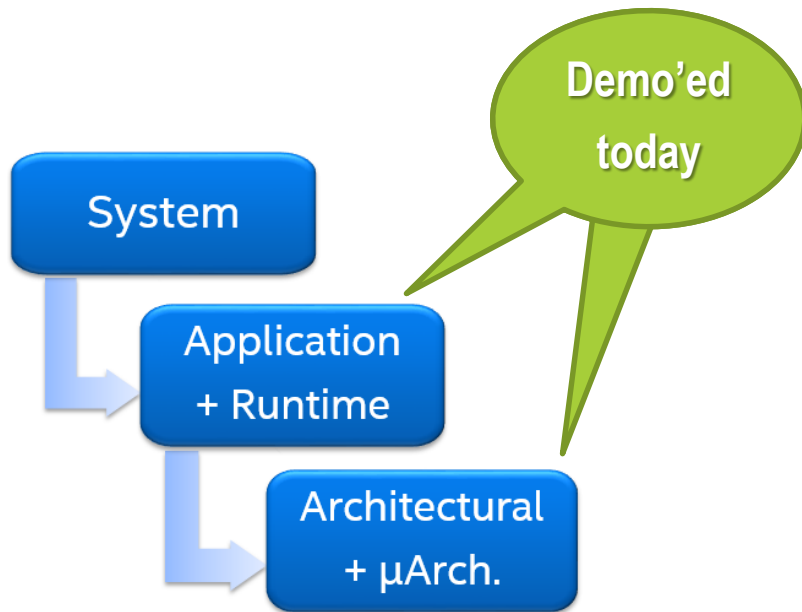 Demo’ed
today
System
Application
+ Runtime
Architectural
+ µArch.